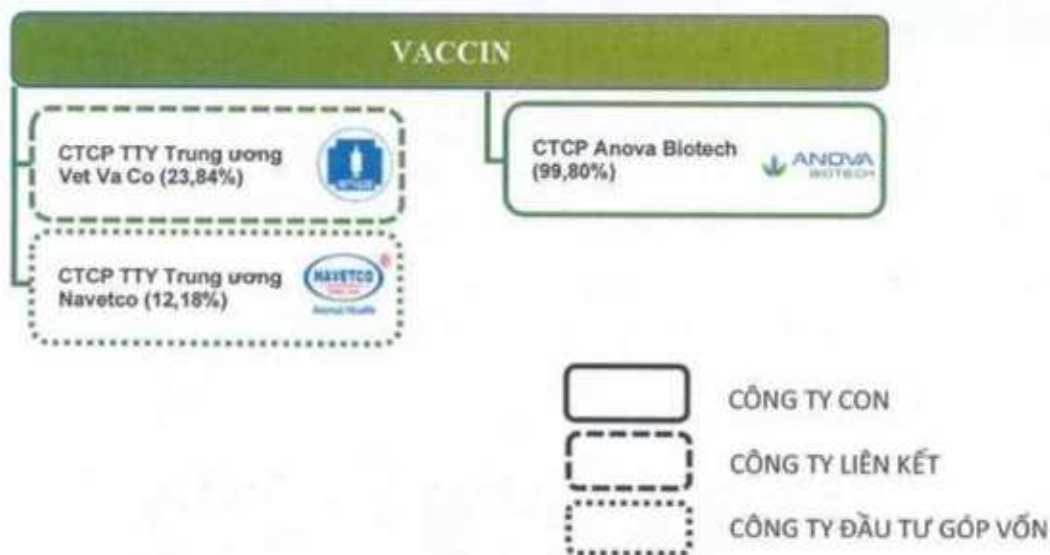 VACCIN
CTCP TTY Trung ương
Vet Va Co (23,84%)
CTCP Anova Biotech
(99,80%)
ANOVA
BIOTECH
CTCP TTY Trung ương
Navetco (12,18%)
NAVETCO
®
Animal Health
CÔNG TY CON
CÔNG TY LIÊN KẾT
CÔNG TY ĐẦU TƯ GÓP VỐN